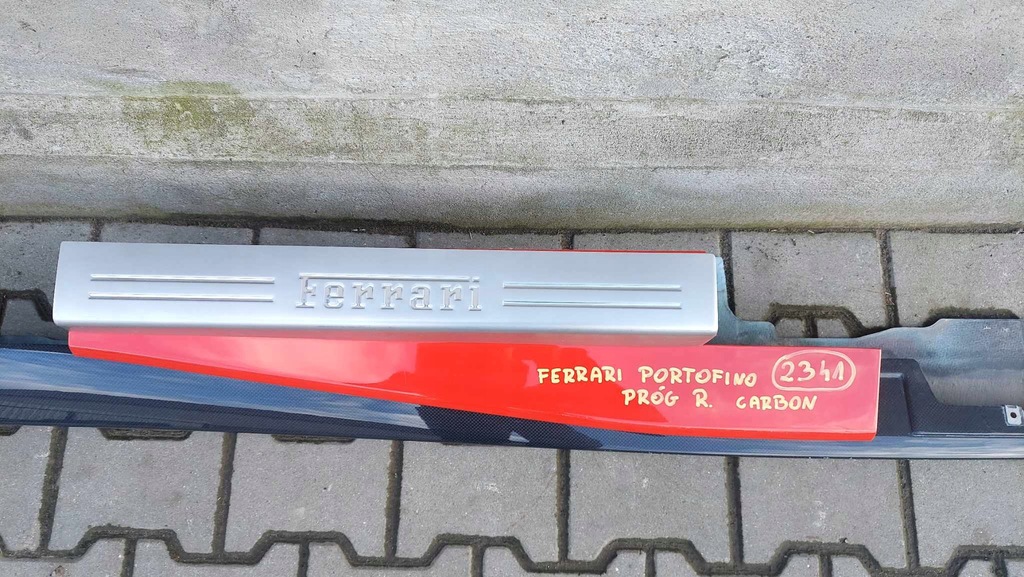 Ferrari
FERRARI PORTOFINO 2341
PRÓG R. CARBON